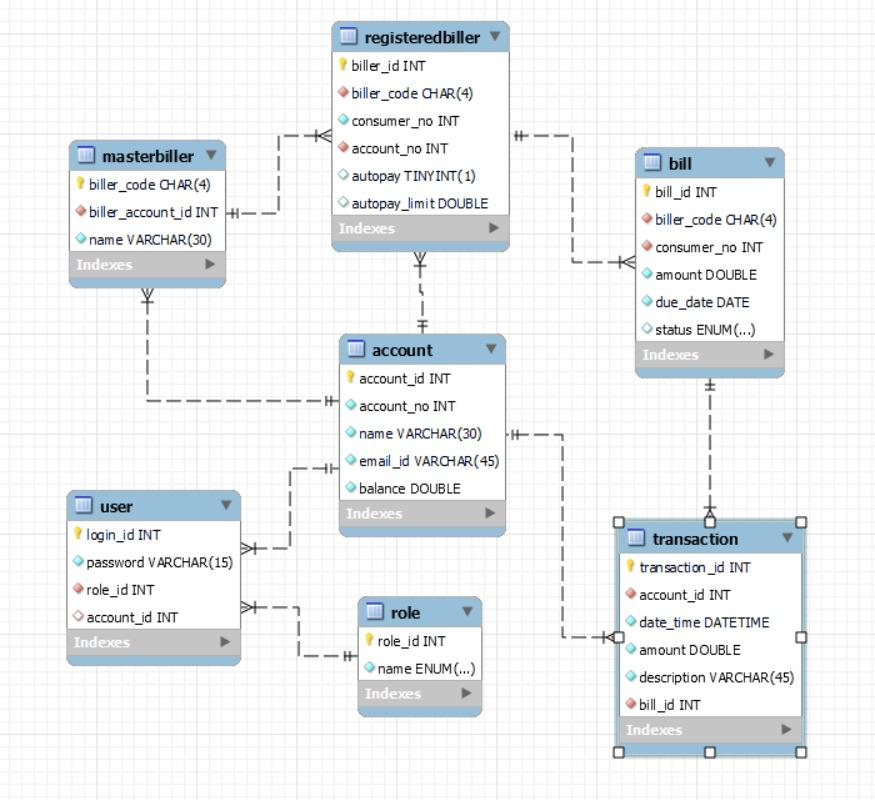 registeredbiller
biller_id INT
biller_code CHAR(4)
consumer_no INT
account_no INT
autopay TINYINT(1)
autopay_limit DOUBLE
Indexes
masterbiller
biller_code CHAR(4)
biller_account_id INT
name VARCHAR(30)
Indexes
bill
bill_id INT
biller_code CHAR(4)
consumer_no INT
amount DOUBLE
due_date DATE
status ENUM(...)
Indexes
account
account_id INT
account_no INT
name VARCHAR(30)
email_id VARCHAR(45)
balance DOUBLE
Indexes
user
login_id INT
password VARCHAR(15)
role_id INT
account_id INT
Indexes
role
role_id INT
name ENUM(...)
Indexes
transaction
transaction_id INT
account_id INT
date_time DATETIME
amount DOUBLE
description VARCHAR(45)
bill_id INT
Indexes